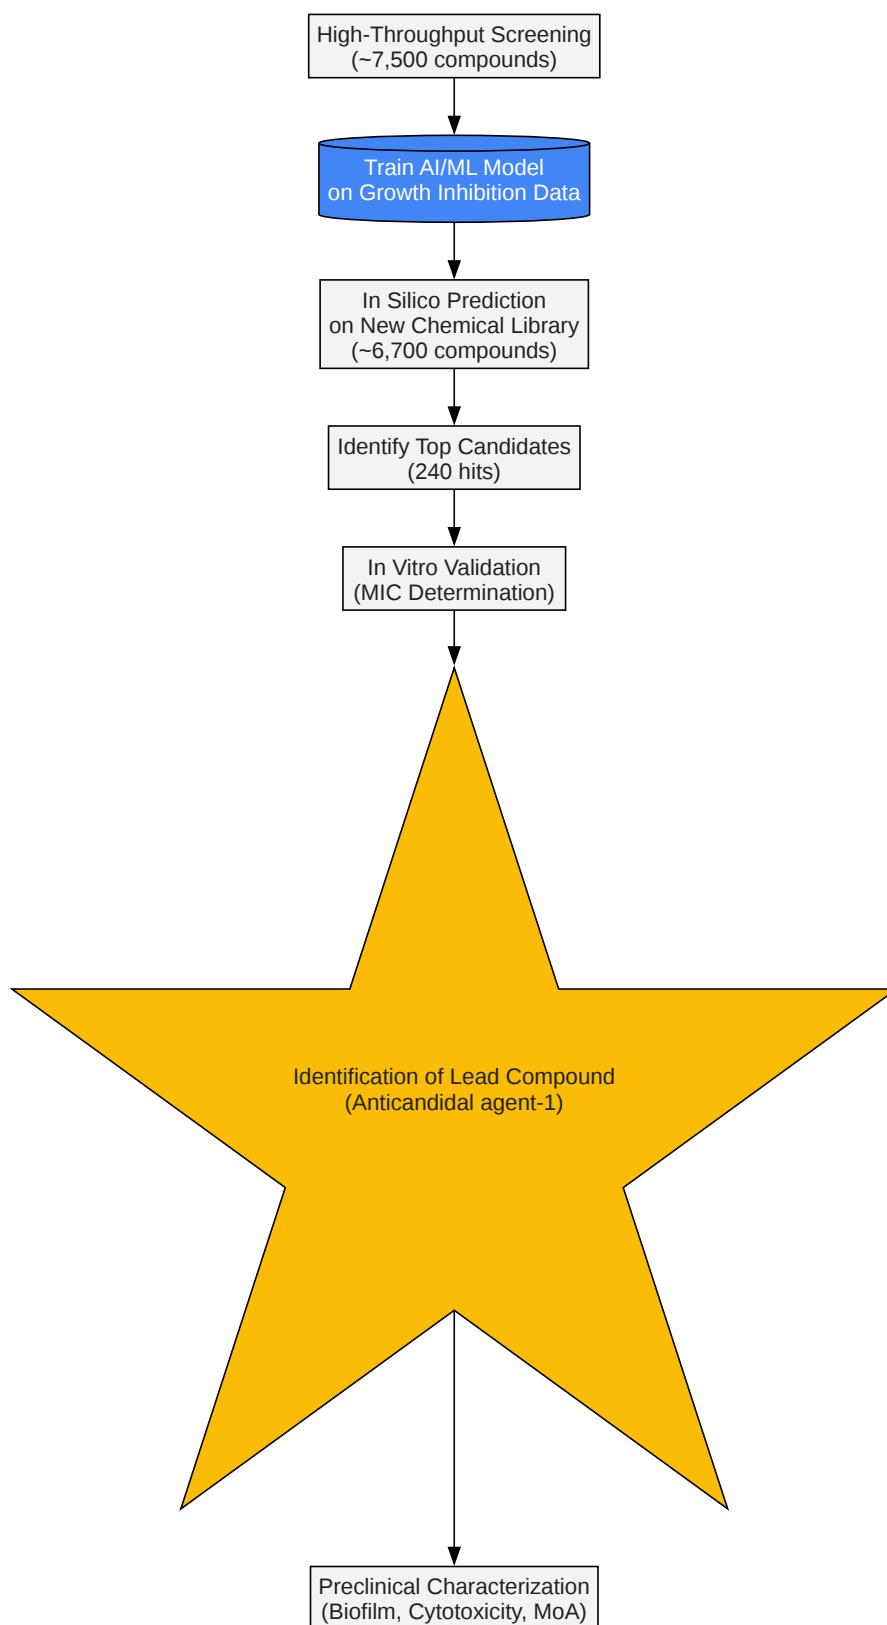 High-Throughput Screening
(~7,500 compounds)
Train AI/ML Model
on Growth Inhibition Data
In Silico Prediction
on New Chemical Library
(~6,700 compounds)
Identify Top Candidates
(240 hits)
In Vitro Validation
(MIC Determination)
Identification of Lead Compound
(Anticandidal agent-1)
Preclinical Characterization
(Biofilm, Cytotoxicity, MoA)